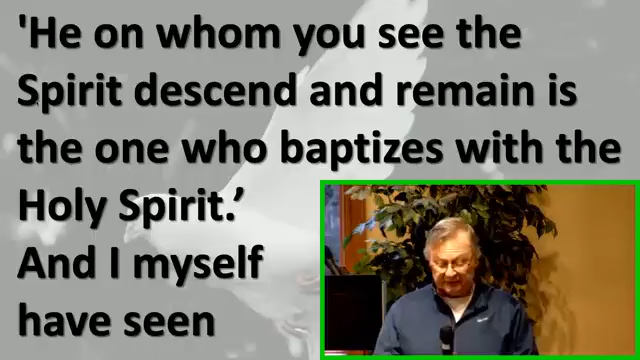 'He on whom you see the
Spirit descend and remain is
the one who baptizes with the
Holy Spirit.’
And I myself
have seen